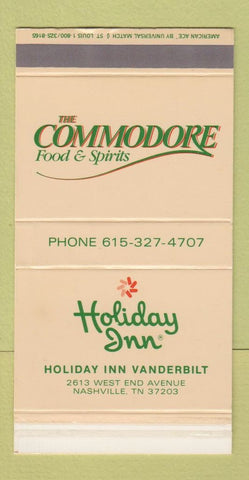 AMERICAN ACE™ BY UNIVERSAL MATCH § ST. LOUIS 1-800-325-9165
THE
COMMODORE
Food & Spirits
PHONE 615-327-4707
Holiday
Inn®
HOLIDAY INN VANDERBILT
2613 WEST END AVENUE
NASHVILLE, TN 37203